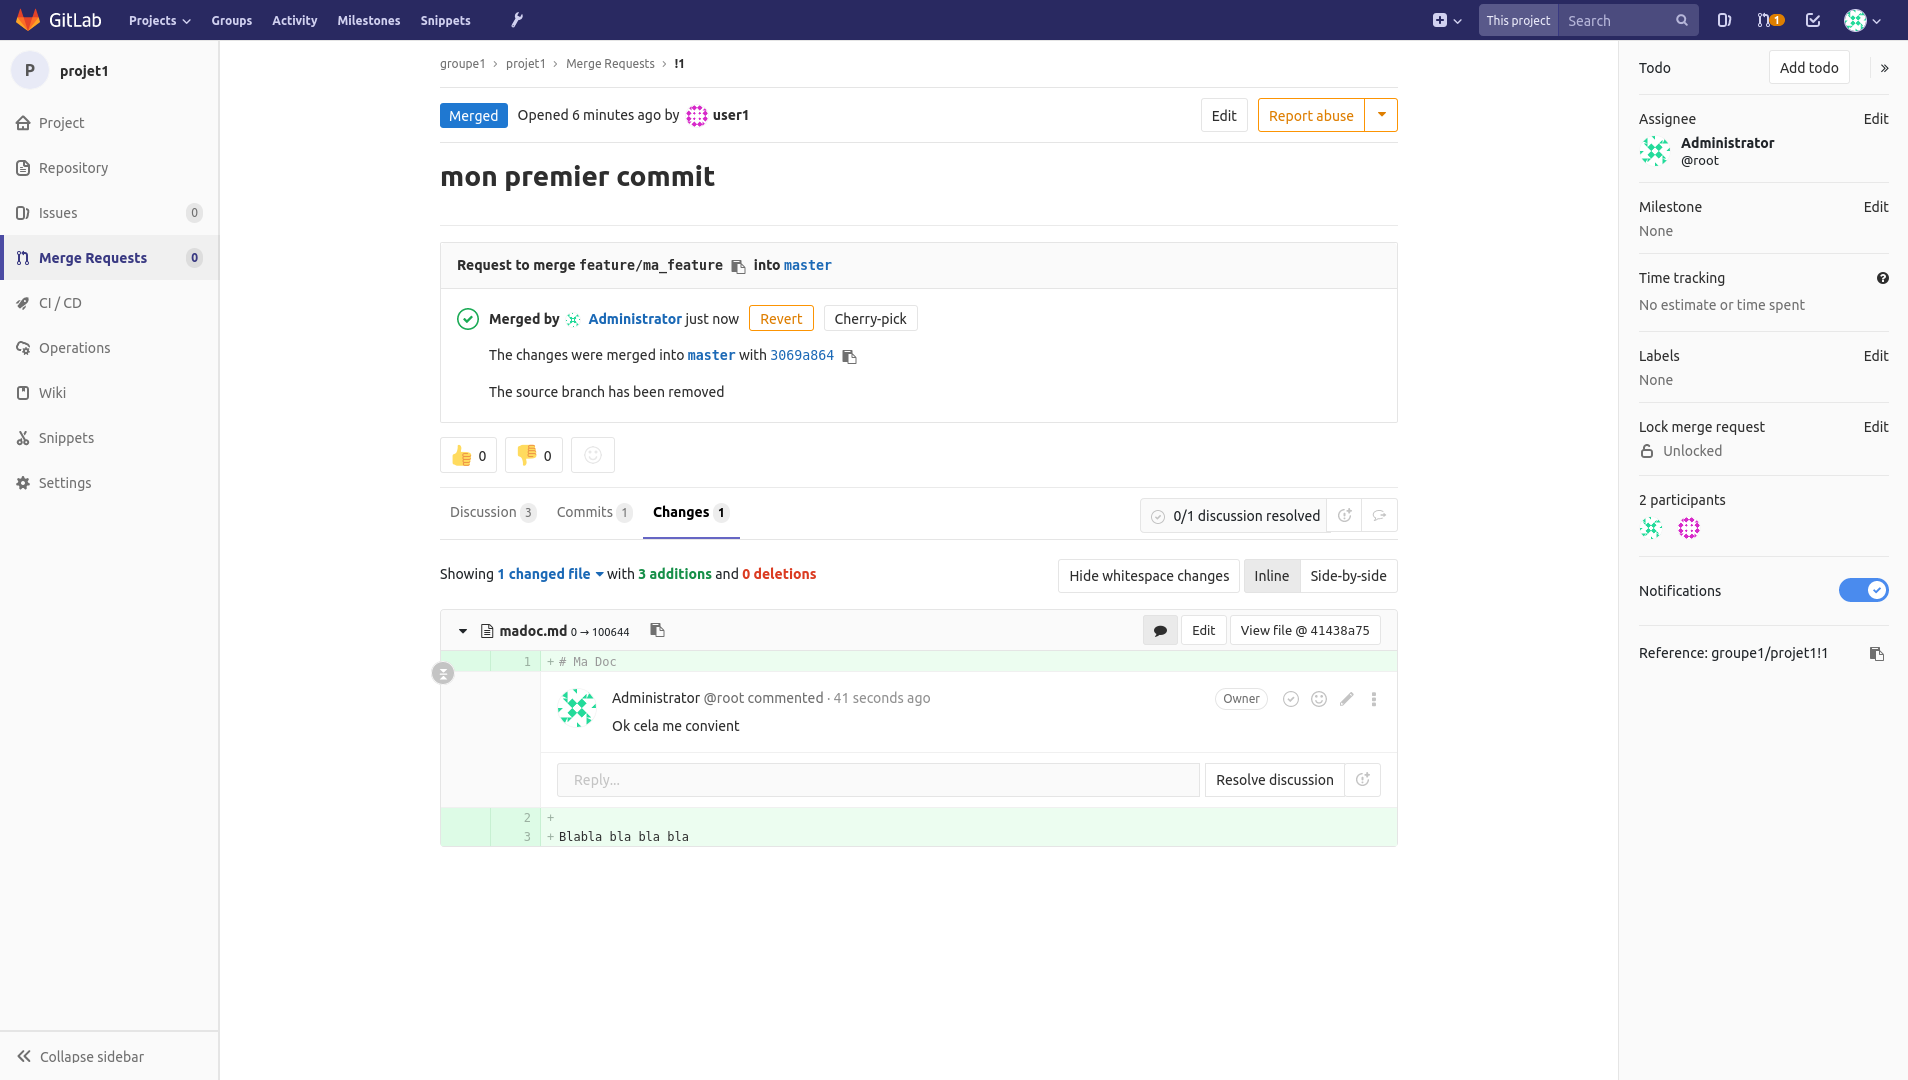 GitLab Projects Groups Activity Milestones Snippets This project Search 1
P projet1
Project
Repository
Issues 0
Merge Requests 0
CI / CD
Operations
Wiki
Snippets
Settings
Collapse sidebar
groupe1 › projet1 › Merge Requests › !1
Merged Opened 6 minutes ago by user1 Edit Report abuse
mon premier commit
Request to merge feature/ma_feature into master
Merged by Administrator just now Revert Cherry-pick
The changes were merged into master with 3069a864
The source branch has been removed
0 0
Discussion 3 Commits 1 Changes 1 0/1 discussion resolved
Showing 1 changed file with 3 additions and 0 deletions Hide whitespace changes Inline Side-by-side
madoc.md 0 → 100644 Edit View file @ 41438a75
1 + # Ma Doc
Administrator @root commented · 41 seconds ago Owner
Ok cela me convient
Reply... Resolve discussion
2 +
3 + Blabla bla bla bla
Todo Add todo »
Assignee Edit
Administrator
@root
Milestone Edit
None
Time tracking ?
No estimate or time spent
Labels Edit
None
Lock merge request Edit
Unlocked
2 participants
Notifications
Reference: groupe1/projet1!1